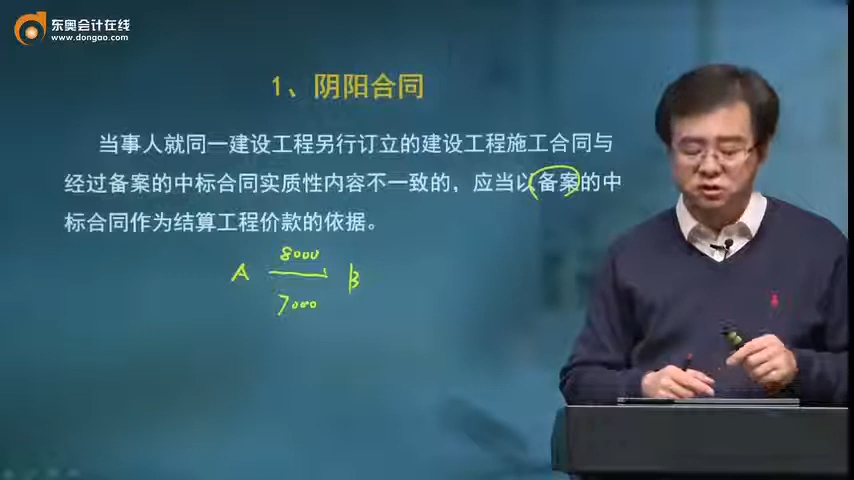 东奥会计在线
www.dongao.com
1、阴阳合同
当事人就同一建设工程另行订立的建设工程施工合同与
经过备案的中标合同实质性内容不一致的，应当以备案的中
标合同作为结算工程价款的依据。
8000
A B
7000